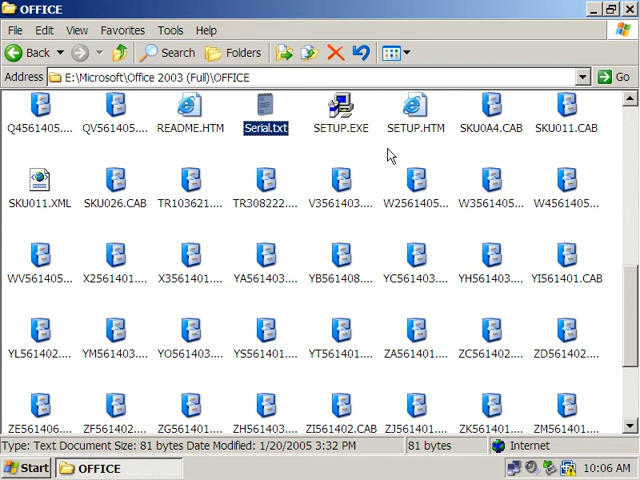 OFFICE
File Edit View Favorites Tools Help
Back Search Folders
Address E:\Microsoft\Office 2003 (Full)\OFFICE Go
Q4561405.... QV561405.... README.HTM Serial.txt SETUP.EXE SETUP.HTM SKU0A4.CAB SKU011.CAB
SKU011.XML SKU026.CAB TR103621.... TR308222.... V3561403.... W2561405.... W3561405.... W4561405....
WV561405.... X2561401.... X3561401.... YA561403.... YB561408.... YC561403.... YH561403.... YI561401.CAB
YL561402.... YM561403.... YO561403.... YS561401.... YT561401.... ZA561401.... ZC561402.... ZD561402....
ZE561406.... ZF561402.... ZG561401.... ZH561403.... ZI561402.CAB ZJ561401.... ZK561401.... ZM561401....
Type: Text Document Size: 81 bytes Date Modified: 1/20/2005 3:32 PM 81 bytes Internet
Start OFFICE 10:06 AM